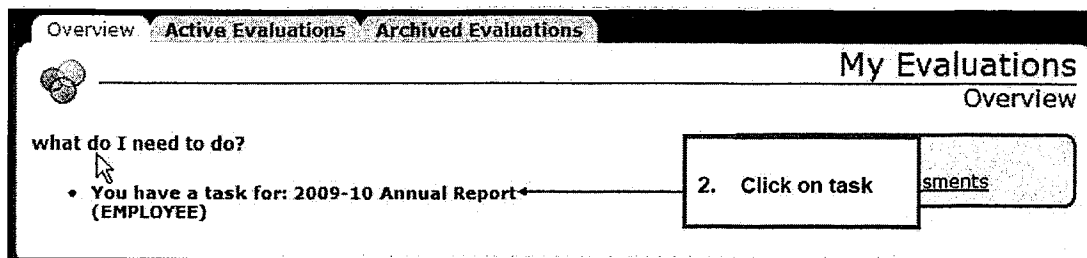 Overview Active Evaluations Archived Evaluations
My Evaluations
Overview
what do I need to do?
• You have a task for: 2009-10 Annual Report
(EMPLOYEE)
2. Click on task
sments